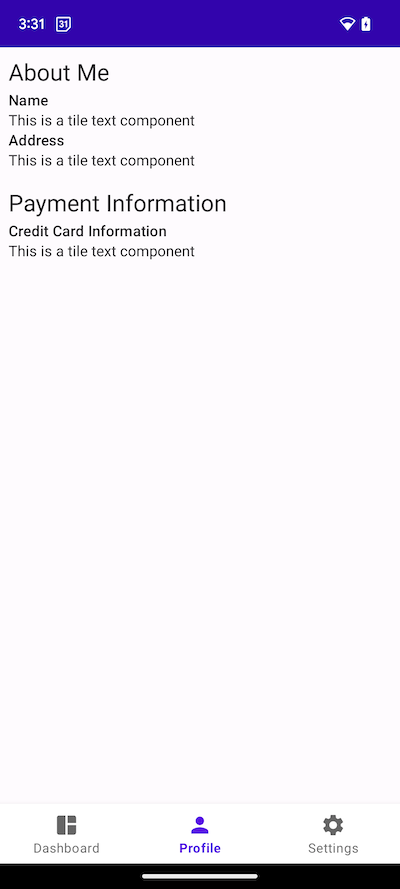 3:31 31
About Me
Name
This is a tile text component
Address
This is a tile text component
Payment Information
Credit Card Information
This is a tile text component
Dashboard Profile Settings